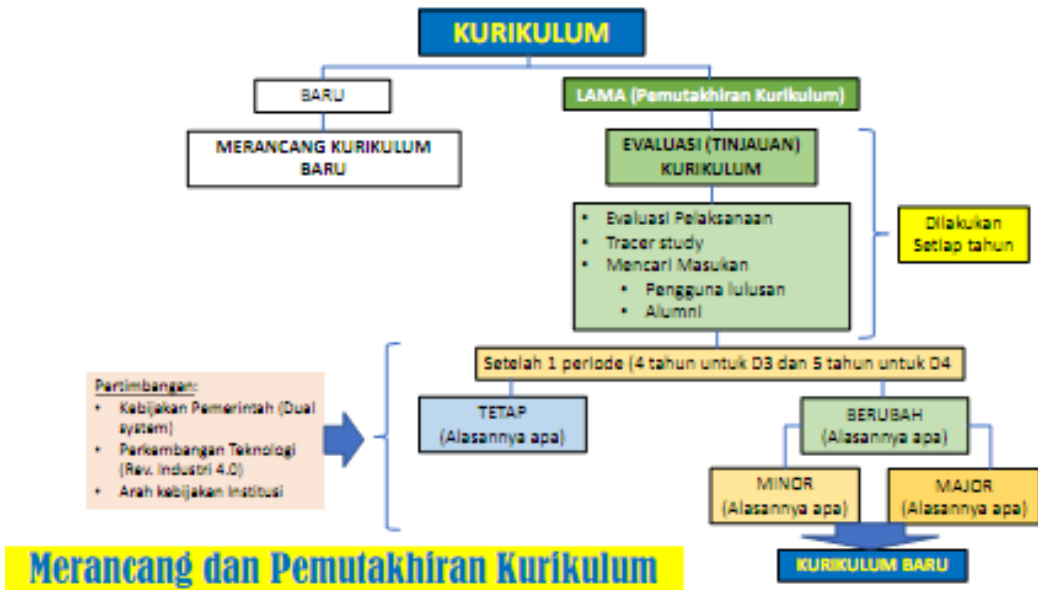 KURIKULUM
BARU
LAMA (Pemutakhiran Kurikulum)
MERANCANG KURIKULUM
BARU
EVALUASI (TINJAUAN)
KURIKULUM
• Evaluasi Pelaksanaan
• Tracer study
• Mencari Masukan
• Pengguna lulusan
• Alumni
Dilakukan
Setiap tahun
Setelah 1 periode (4 tahun untuk D3 dan 5 tahun untuk D4
Pertimbangan:
• Kebijakan Pemerintah (Dual
system)
• Perkembangan Teknologi
(Rev. Industri 4.0)
• Arah kebijakan Institusi
TETAP
(Alasannya apa)
BERUBAH
(Alasannya apa)
MINOR
(Alasannya apa)
MAJOR
(Alasannya apa)
KURIKULUM BARU
Merancang dan Pemutakhiran Kurikulum